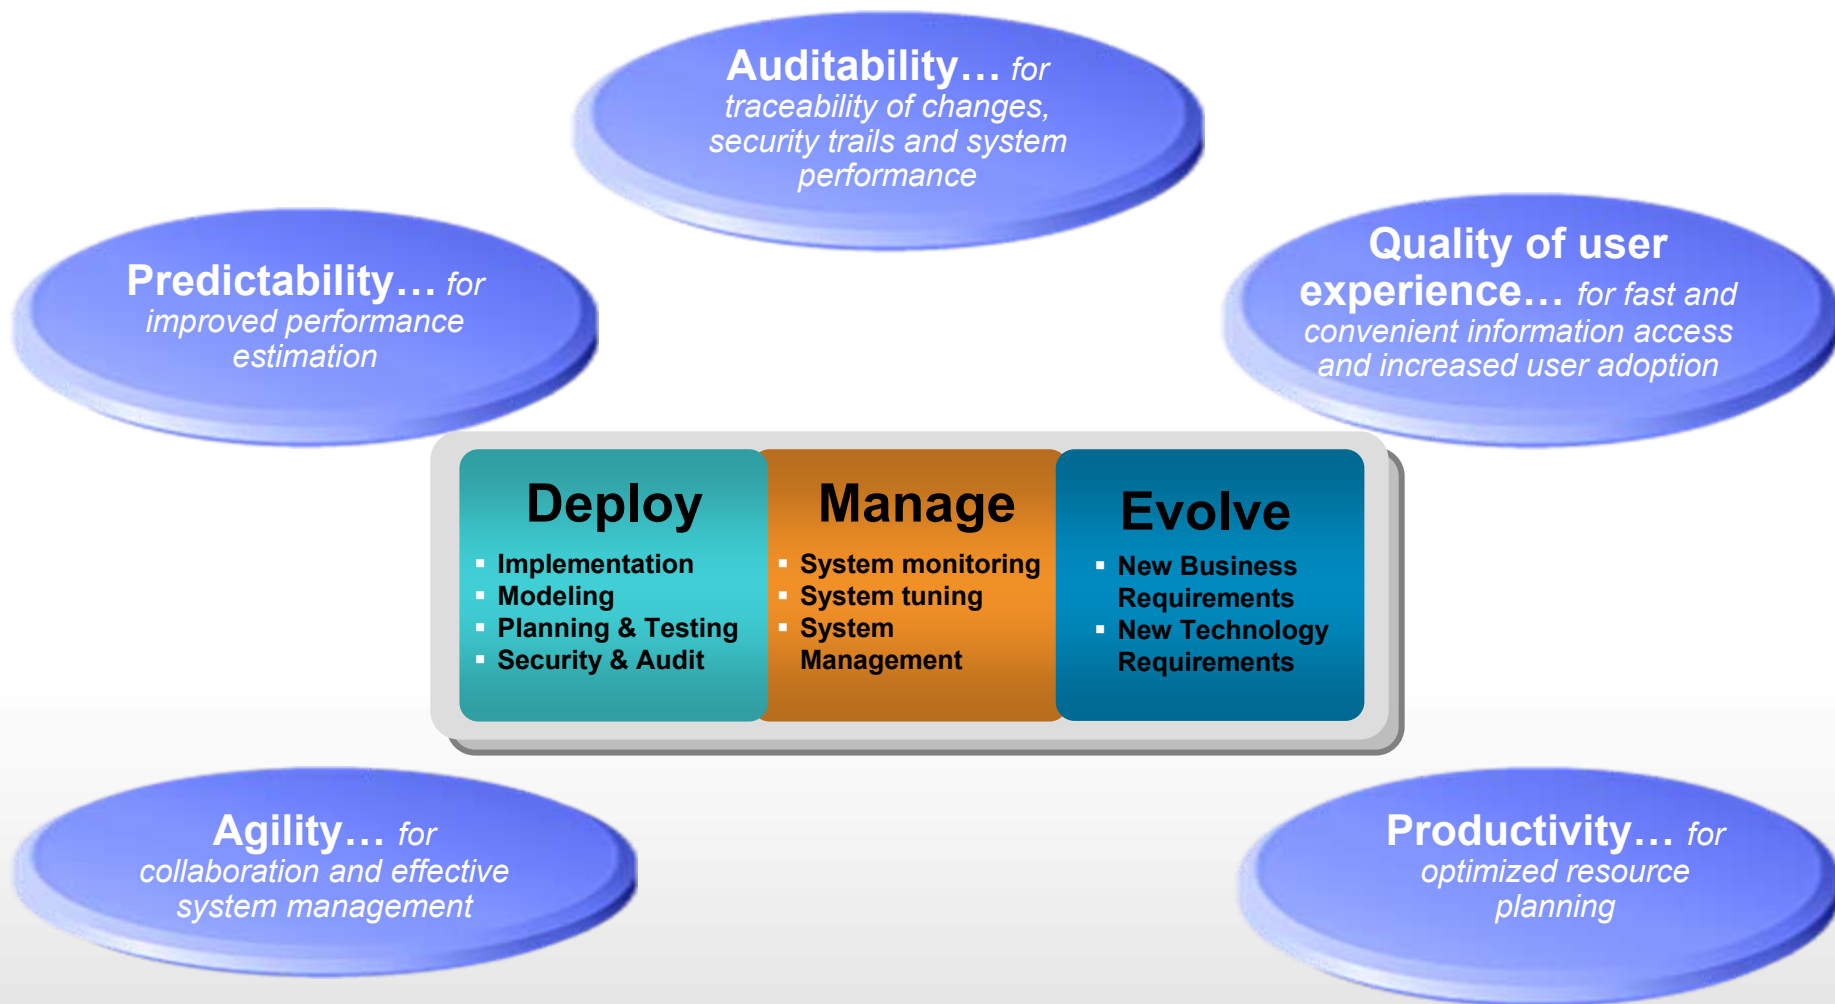 Auditability… for
traceability of changes,
security trails and system
performance
Predictability… for
improved performance
estimation
Quality of user
experience… for fast and
convenient information access
and increased user adoption
Deploy
▪ Implementation
▪ Modeling
▪ Planning & Testing
▪ Security & Audit
Manage
▪ System monitoring
▪ System tuning
▪ System
Management
Evolve
▪ New Business
Requirements
▪ New Technology
Requirements
Agility… for
collaboration and effective
system management
Productivity… for
optimized resource
planning